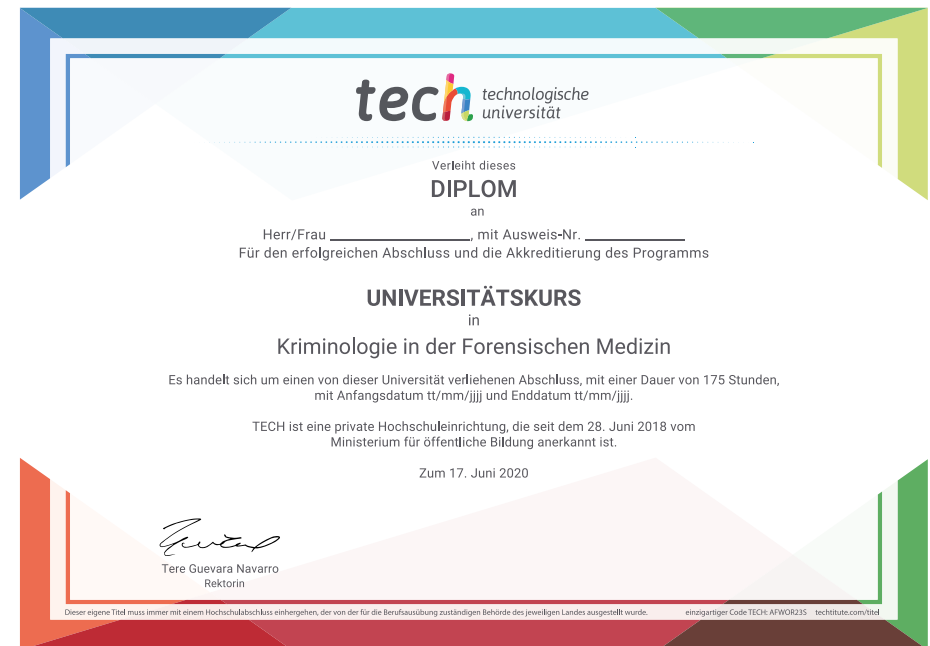 tech technologische
universität
Verleiht dieses
DIPLOM
an
Herr/Frau ____________________, mit Ausweis-Nr. ______________
Für den erfolgreichen Abschluss und die Akkreditierung des Programms
UNIVERSITÄTSKURS
in
Kriminologie in der Forensischen Medizin
Es handelt sich um einen von dieser Universität verliehenen Abschluss, mit einer Dauer von 175 Stunden,
mit Anfangsdatum tt/mm/jjjj und Enddatum tt/mm/jjjj.
TECH ist eine private Hochschuleinrichtung, die seit dem 28. Juni 2018 vom
Ministerium für öffentliche Bildung anerkannt ist.
Zum 17. Juni 2020
Tere Guevara Navarro
Rektorin
Dieser eigene Titel muss immer mit einem Hochschulabschluss einhergehen, der von der für die Berufsausübung zuständigen Behörde des jeweiligen Landes ausgestellt wurde. einzigartiger Code TECH: AFWOR23S techtitute.com/titel